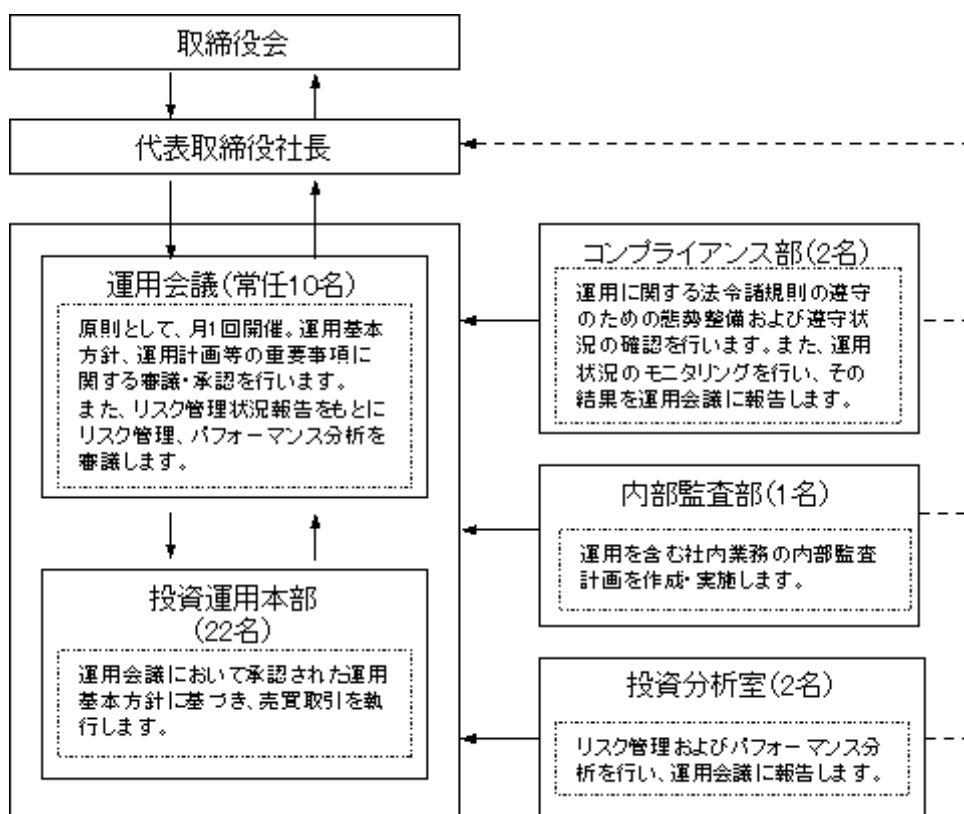 取締役会
代表取締役社長
運用会議(常任10名)
原則として、月1回開催。運用基本
方針、運用計画等の重要事項に
関する審議・承認を行います。
また、リスク管理状況報告をもとに
リスク管理、パフォーマンス分析を
審議します。
投資運用本部
(22名)
運用会議において承認された運用
基本方針に基づき、売買取引を執
行します。
コンプライアンス部(2名)
運用に関する法令諸規則の遵守
のための態勢整備および遵守状
況の確認を行います。また、運用
状況のモニタリングを行い、その
結果を運用会議に報告します。
内部監査部(1名)
運用を含む社内業務の内部監査
計画を作成・実施します。
投資分析室(2名)
リスク管理およびパフォーマンス分
析を行い、運用会議に報告します。